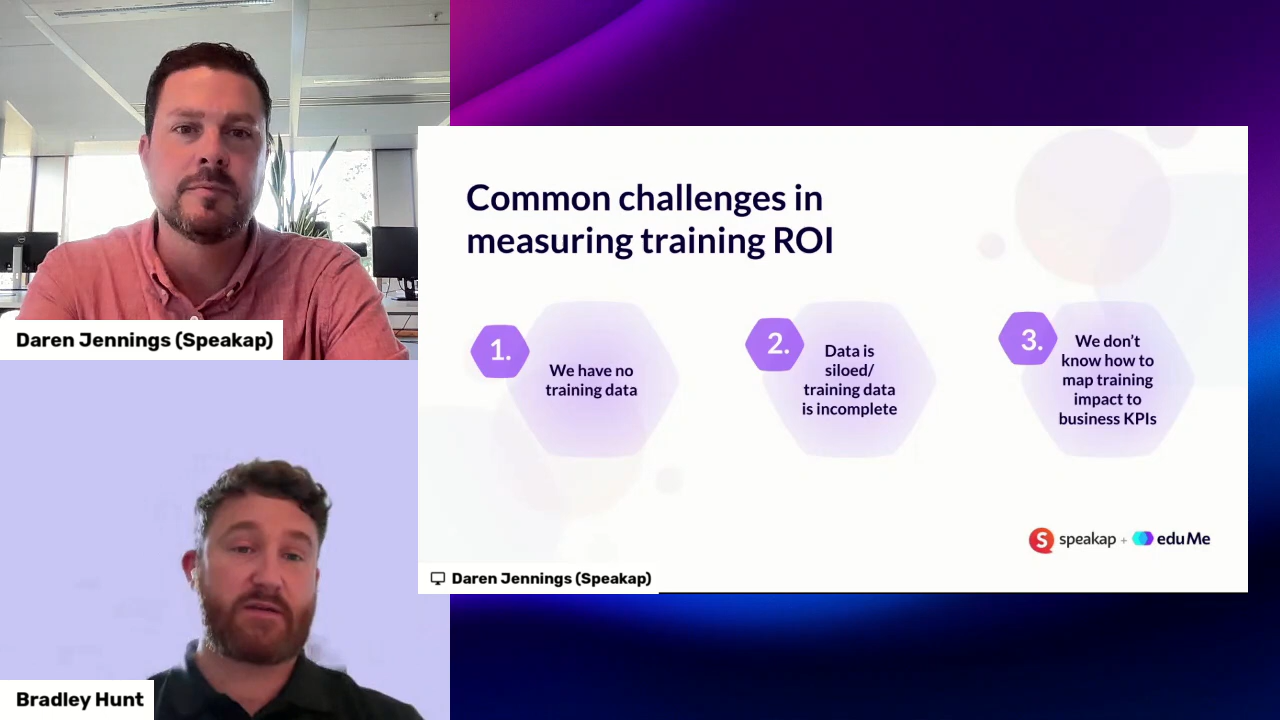 Daren Jennings (Speakap)
Bradley Hunt
Common challenges in
measuring training ROI
1.
We have no
training data
2.
Data is
siloed/
training data
is incomplete
3.
We don't
know how to
map training
impact to
business KPIs
S speakap + eduMe
Daren Jennings (Speakap)